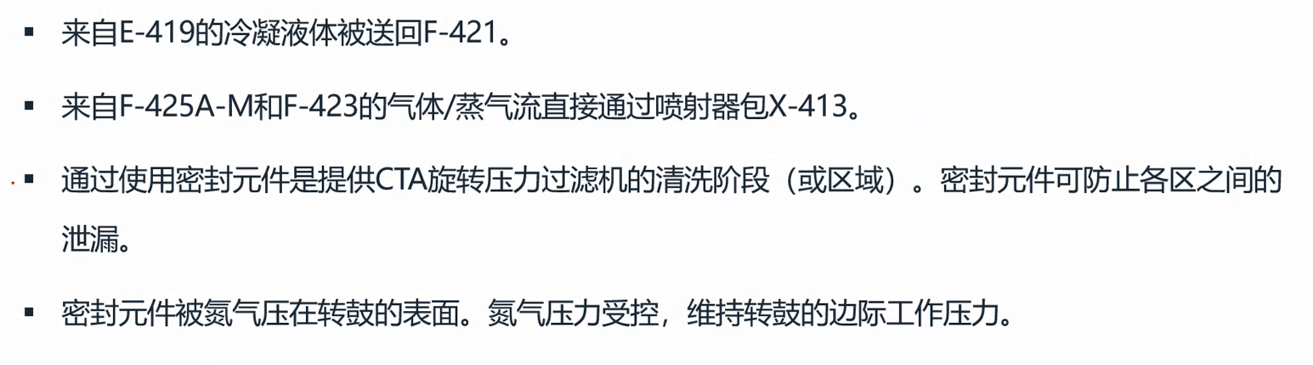 ▪ 来自E-419的冷凝液体被送回F-421。
▪ 来自F-425A-M和F-423的气体/蒸气流直接通过喷射器包X-413。
▪ 通过使用密封元件是提供CTA旋转压力过滤机的清洗阶段（或区域）。密封元件可防止各区之间的
泄漏。
▪ 密封元件被氮气压在转鼓的表面。氮气压力受控，维持转鼓的边际工作压力。